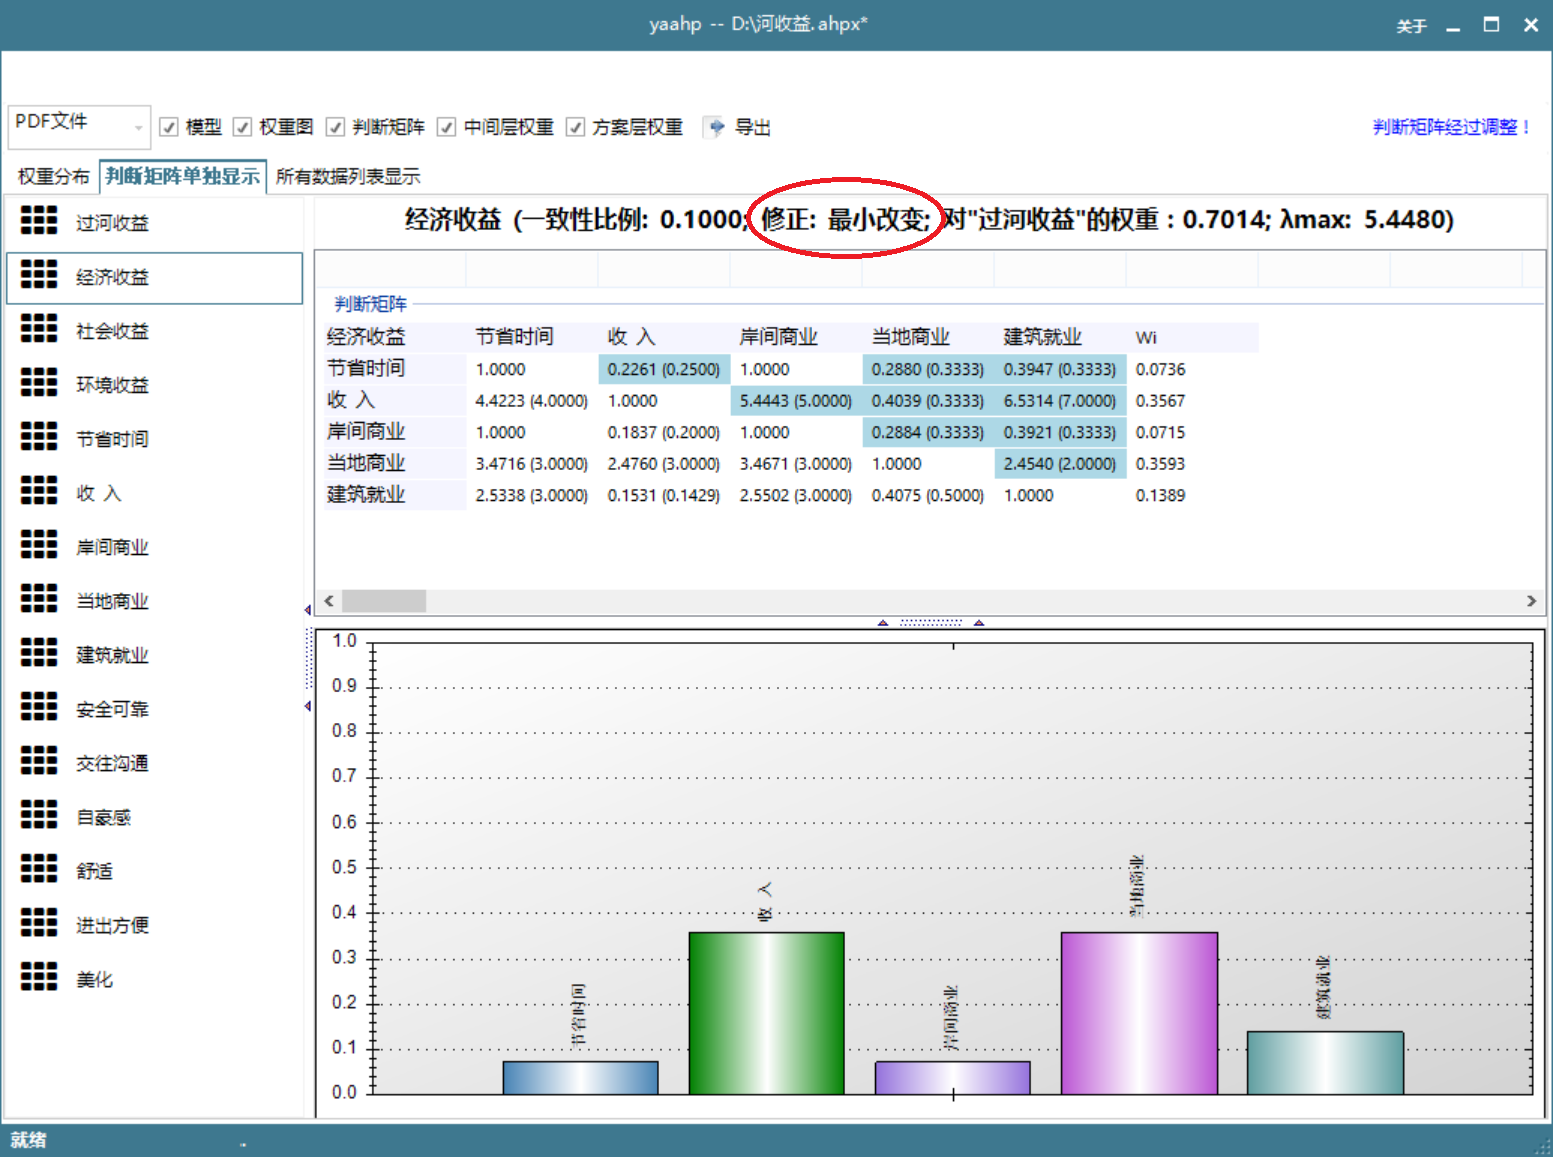 yaahp -- D:\河收益.ahpx*
关于
PDF文件
模型
权重图
判断矩阵
中间层权重
方案层权重
导出
判断矩阵经过调整！
权重分布
判断矩阵单独显示
所有数据列表显示
过河收益
经济收益
社会收益
环境收益
节省时间
收 入
岸间商业
当地商业
建筑就业
安全可靠
交往沟通
自豪感
舒适
进出方便
美化
经济收益 (一致性比例: 0.1000; 修正: 最小改变; 对"过河收益"的权重：0.7014; λmax: 5.4480)
判断矩阵
经济收益 节省时间 收 入 岸间商业 当地商业 建筑就业 Wi
节省时间 1.0000 0.2261 (0.2500) 1.0000 0.2880 (0.3333) 0.3947 (0.3333) 0.0736
收 入 4.4223 (4.0000) 1.0000 5.4443 (5.0000) 0.4039 (0.3333) 6.5314 (7.0000) 0.3567
岸间商业 1.0000 0.1837 (0.2000) 1.0000 0.2884 (0.3333) 0.3921 (0.3333) 0.0715
当地商业 3.4716 (3.0000) 2.4760 (3.0000) 3.4671 (3.0000) 1.0000 2.4540 (2.0000) 0.3593
建筑就业 2.5338 (3.0000) 0.1531 (0.1429) 2.5502 (3.0000) 0.4075 (0.5000) 1.0000 0.1389
1.0
0.9
0.8
0.7
0.6
0.5
0.4
0.3
0.2
0.1
0.0
节省时间
收 入
岸间商业
当地商业
建筑就业
就绪